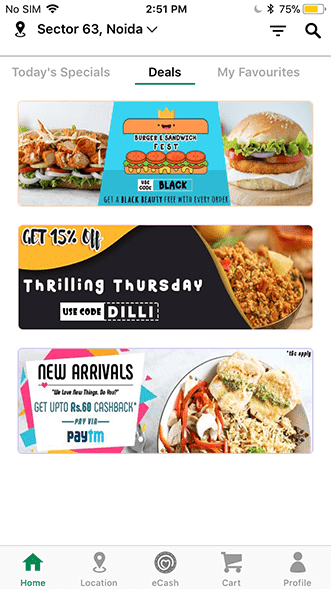 No SIM 2:51 PM 75%
Sector 63, Noida
Today's Specials Deals My Favourites
BURGER & SANDWICH
FEST
USE CODE BLACK
GET A BLACK BEAUTY FREE WITH EVERY ORDER
GET 15% Off
Thrilling Thursday
USE CODE DILLI
*the apply
NEW ARRIVALS
"We Love New Things, Do You?"
GET UPTO Rs.60 CASHBACK*
PAY VIA
paytm
Home Location eCash Cart Profile